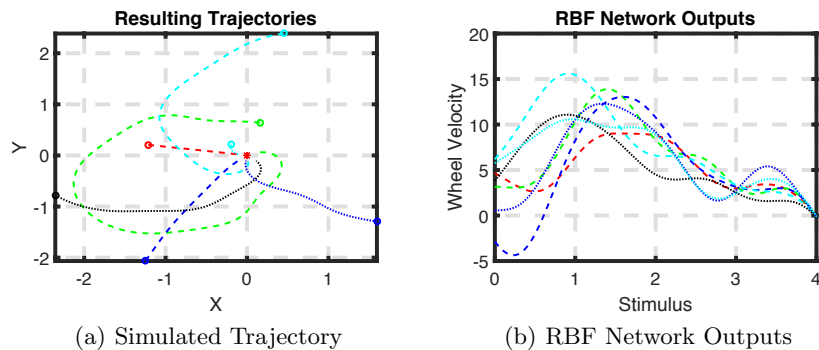 Resulting Trajectories
2
1
0
-1
-2
Y
-2
-1
0
1
X
(a) Simulated Trajectory
RBF Network Outputs
20
15
10
5
0
-5
Wheel Velocity
0
1
2
3
4
Stimulus
(b) RBF Network Outputs